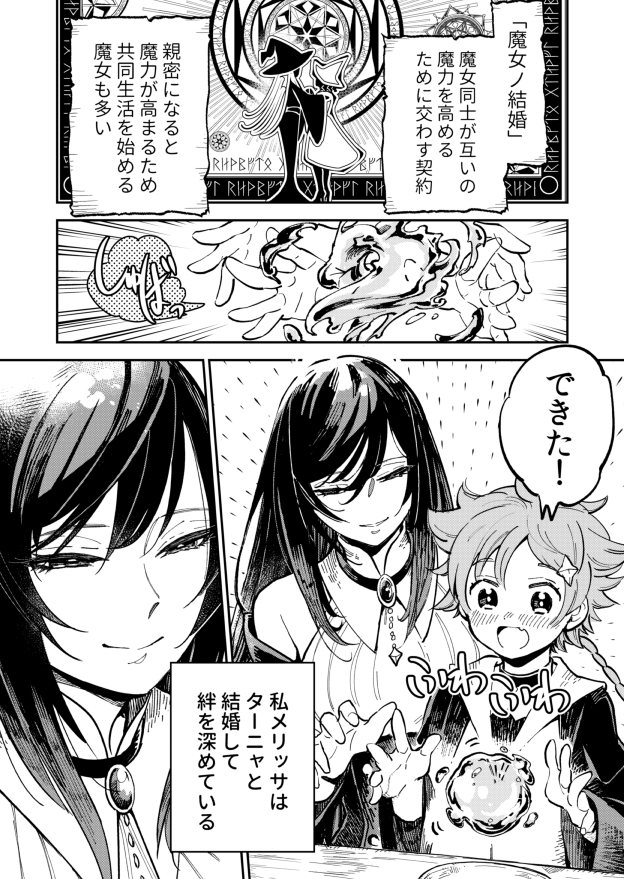 「魔女ノ結婚」
魔女同士が互いの
魔力を高める
ために交わす契約
親密になると
魔力が高まるため
共同生活を始める
魔女も多い
しゅばっ
できた！
ふわ
ふわ
私メリッサは
ターニャと
結婚して
絆を深めている